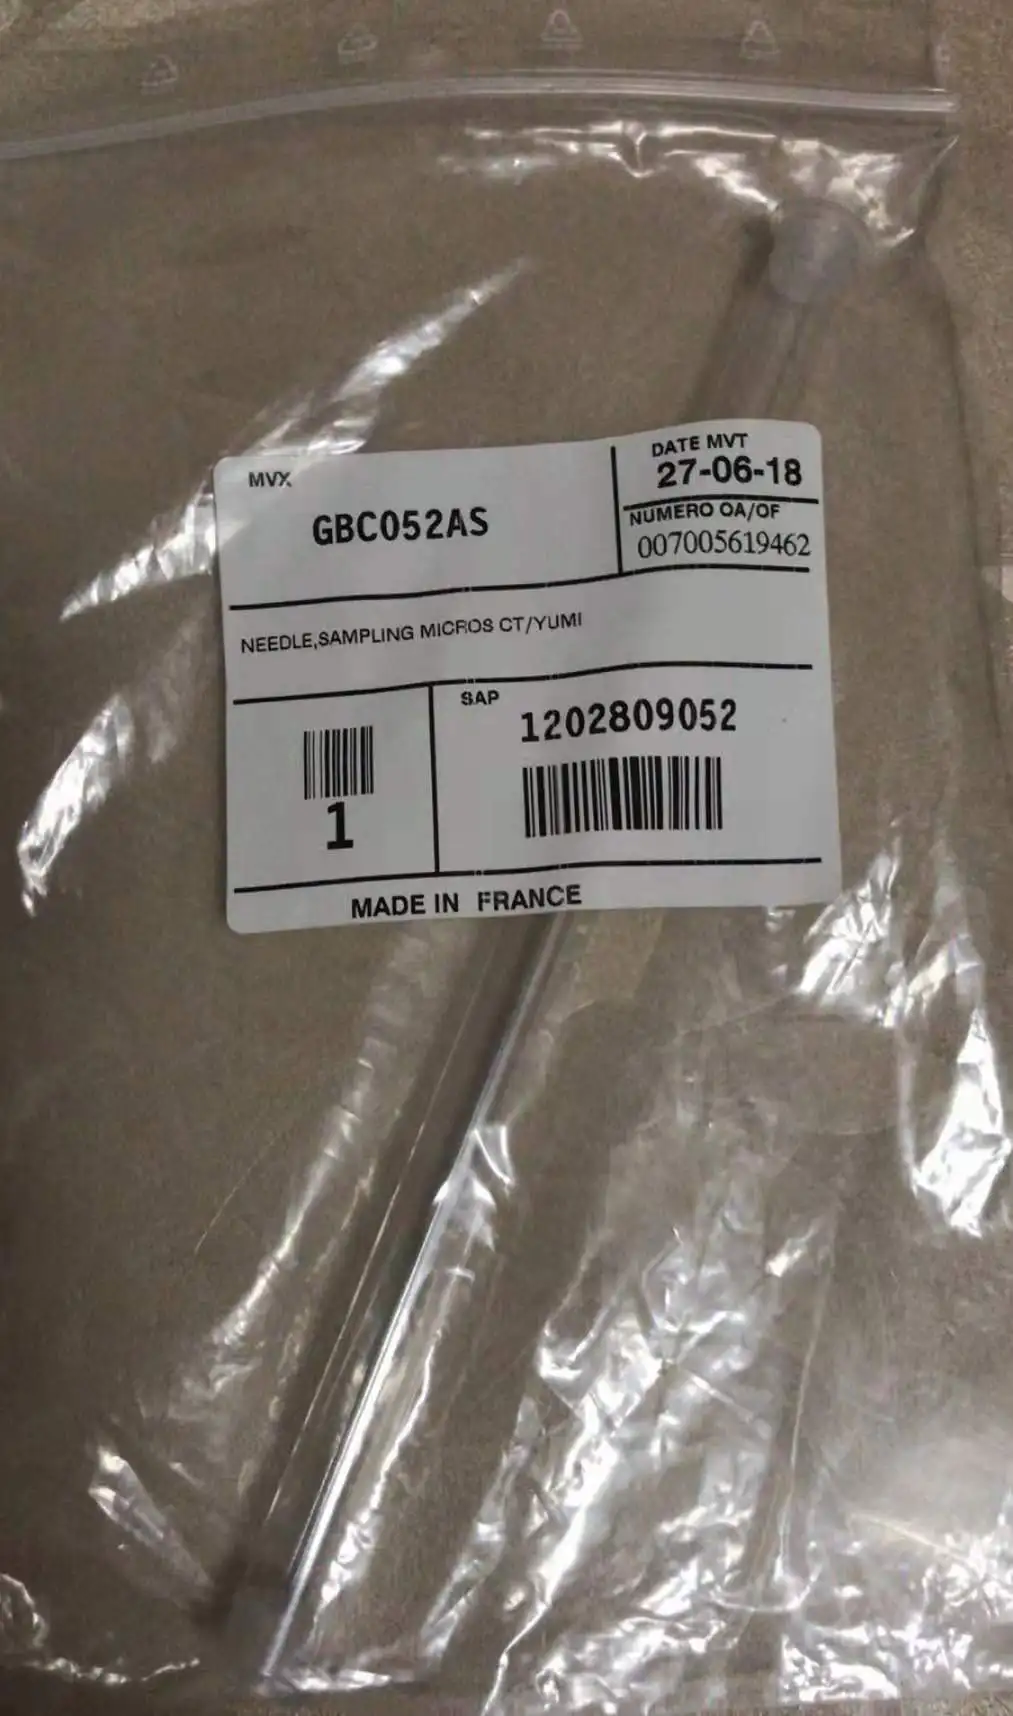 MVX
GBC052AS
DATE MVT
27-06-18
NUMERO OA/OF
007005619462
NEEDLE,SAMPLING MICROS CT/YUMI
1
SAP
1202809052
MADE IN FRANCE